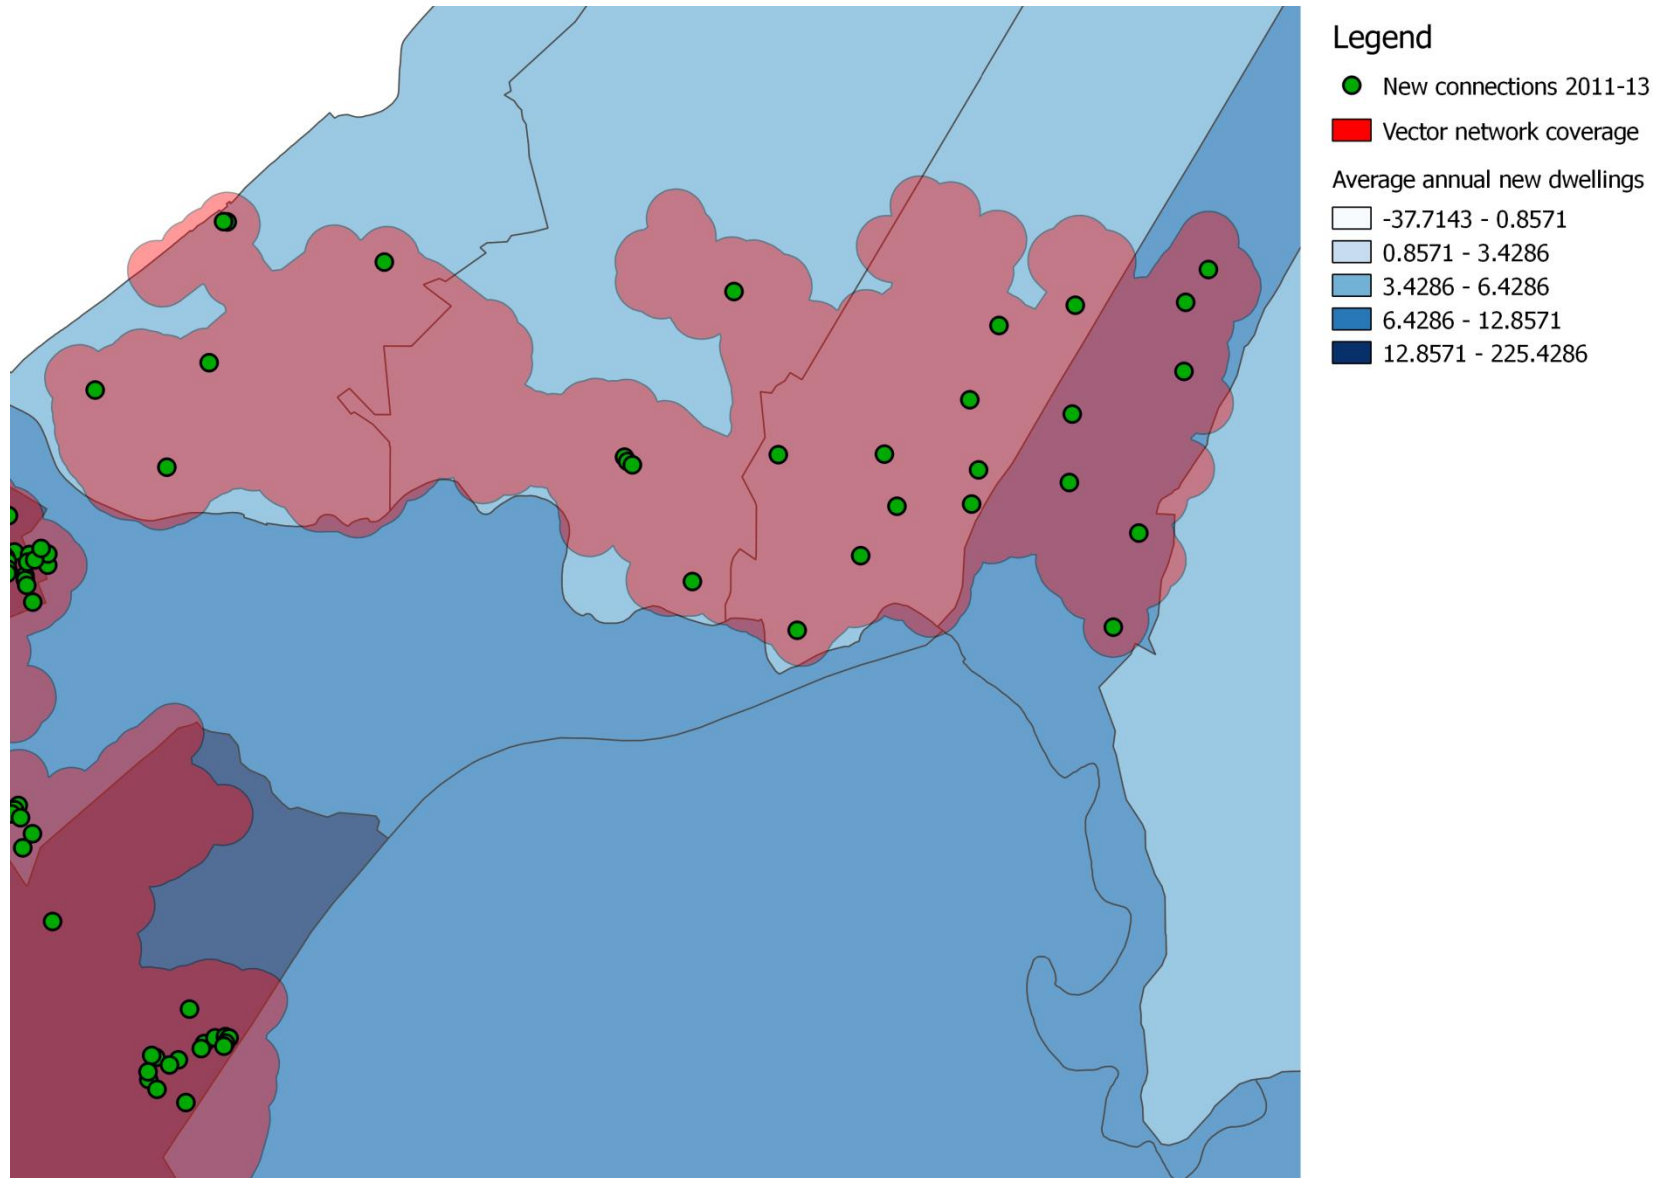 Legend
New connections 2011-13
Vector network coverage
Average annual new dwellings
-37.7143 - 0.8571
0.8571 - 3.4286
3.4286 - 6.4286
6.4286 - 12.8571
12.8571 - 225.4286